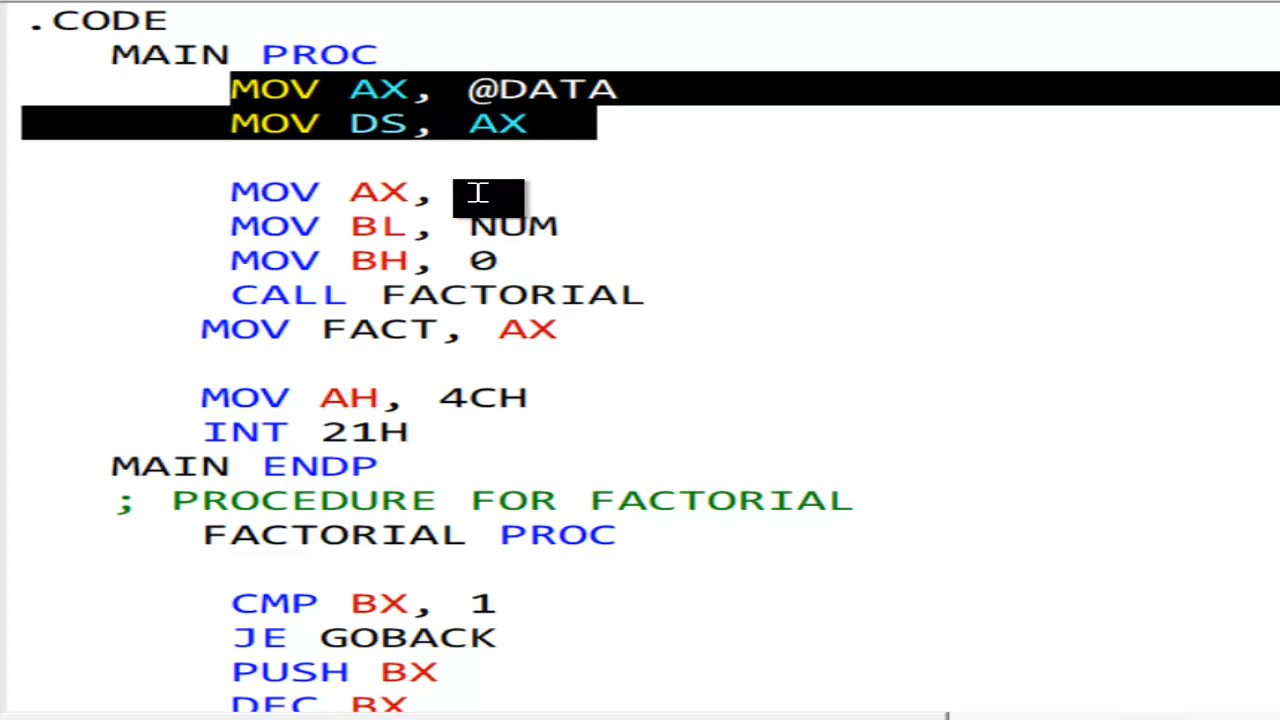 .CODE
MAIN PROC
MOV AX, @DATA
MOV DS, AX
MOV AX,
MOV BL, NUM
MOV BH, 0
CALL FACTORIAL
MOV FACT, AX
MOV AH, 4CH
INT 21H
MAIN ENDP
; PROCEDURE FOR FACTORIAL
FACTORIAL PROC
CMP BX, 1
JE GOBACK
PUSH BX
DEC BX